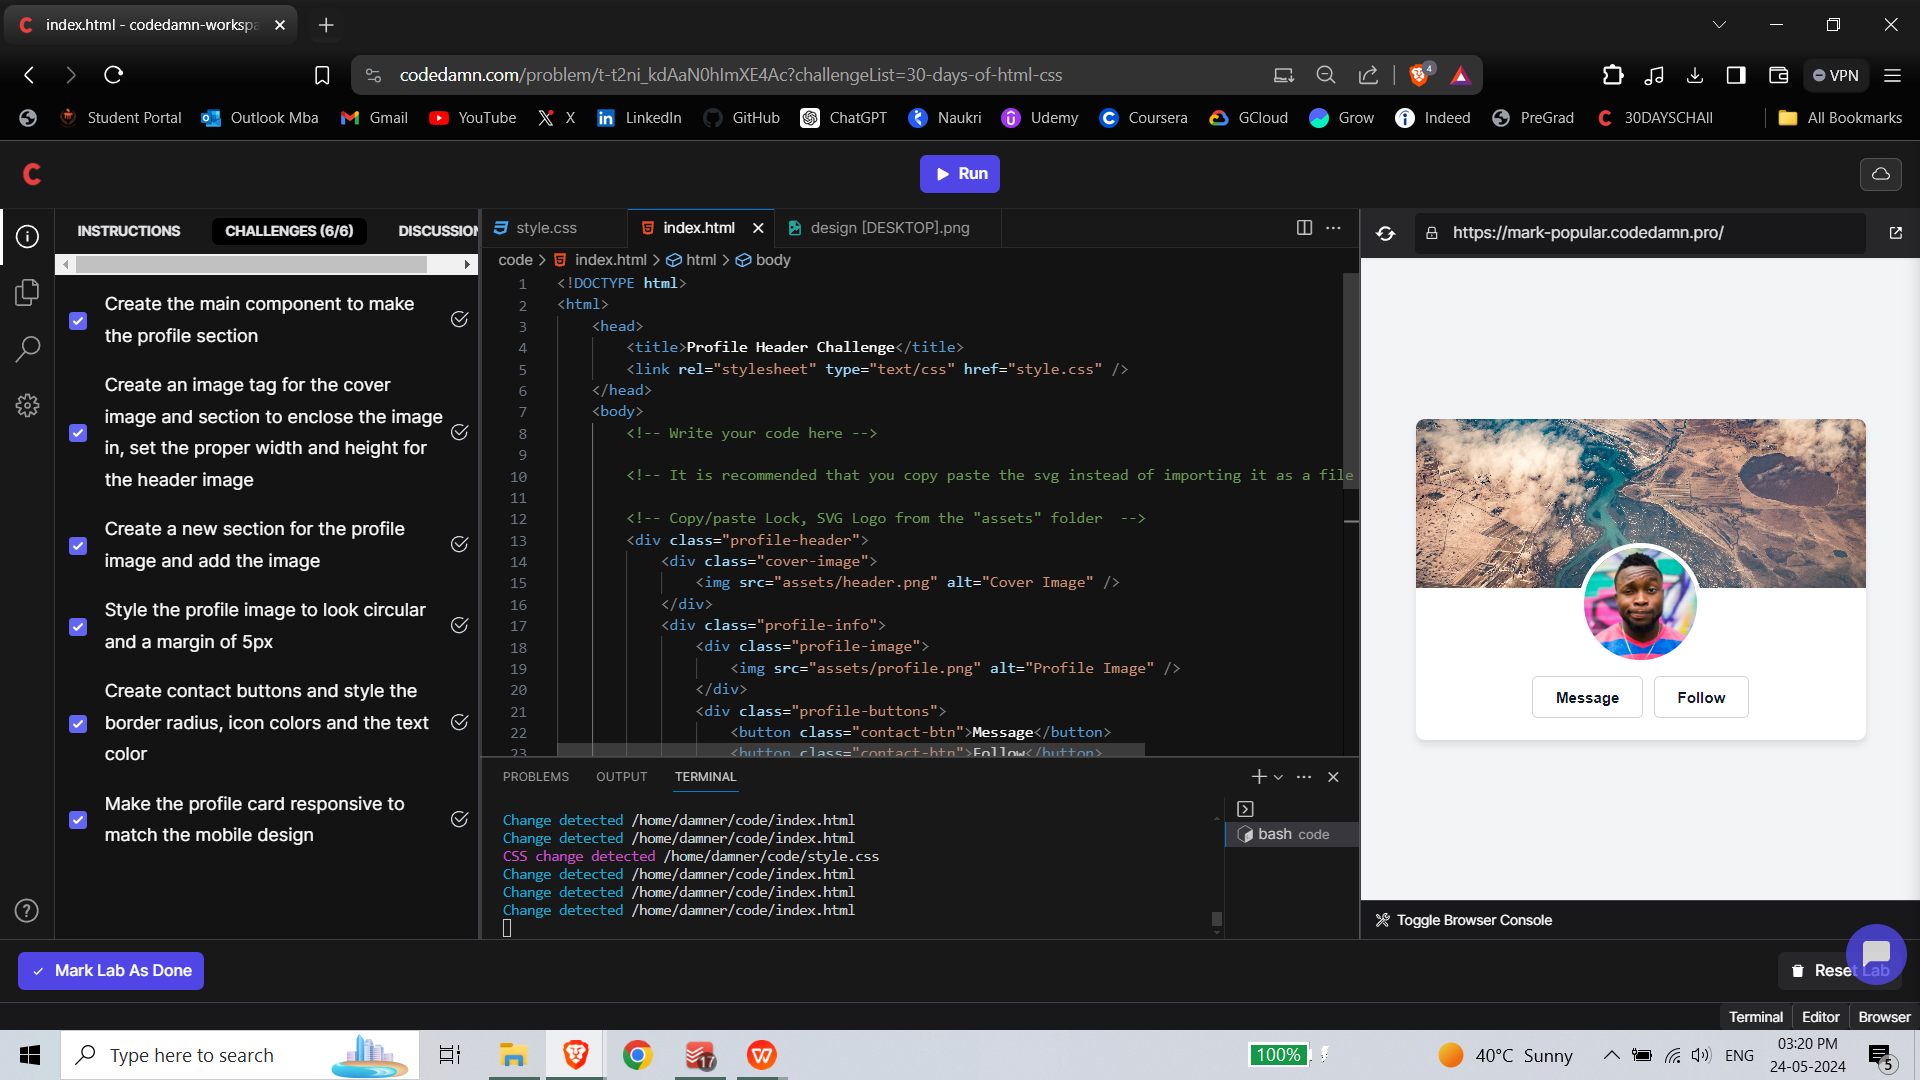 index.html - codedamn-workspa
codedamn.com/problem/t-t2ni_kdAaN0hImXE4Ac?challengeList=30-days-of-html-css
4
VPN
Student Portal
Outlook Mba
Gmail
YouTube
X
LinkedIn
GitHub
ChatGPT
Naukri
Udemy
Coursera
GCloud
Grow
Indeed
PreGrad
30DAYSCHAll
All Bookmarks
Run
INSTRUCTIONS
CHALLENGES (6/6)
DISCUSSION
Create the main component to make
the profile section
Create an image tag for the cover
image and section to enclose the image
in, set the proper width and height for
the header image
Create a new section for the profile
image and add the image
Style the profile image to look circular
and a margin of 5px
Create contact buttons and style the
border radius, icon colors and the text
color
Make the profile card responsive to
match the mobile design
Mark Lab As Done
style.css
index.html
design [DESKTOP].png
code > index.html > html > body
1 <!DOCTYPE html>
2 <html>
3 <head>
4 <title>Profile Header Challenge</title>
5 <link rel="stylesheet" type="text/css" href="style.css" />
6 </head>
7 <body>
8 <!-- Write your code here -->
9
10 <!-- It is recommended that you copy paste the svg instead of importing it as a file
11
12 <!-- Copy/paste Lock, SVG Logo from the "assets" folder -->
13 <div class="profile-header">
14 <div class="cover-image">
15 <img src="assets/header.png" alt="Cover Image" />
16 </div>
17 <div class="profile-info">
18 <div class="profile-image">
19 <img src="assets/profile.png" alt="Profile Image" />
20 </div>
21 <div class="profile-buttons">
22 <button class="contact-btn">Message</button>
23 <button class="contact-btn">Follow</button>
PROBLEMS
OUTPUT
TERMINAL
Change detected /home/damner/code/index.html
Change detected /home/damner/code/index.html
CSS change detected /home/damner/code/style.css
Change detected /home/damner/code/index.html
Change detected /home/damner/code/index.html
Change detected /home/damner/code/index.html
bash code
https://mark-popular.codedamn.pro/
Message
Follow
Toggle Browser Console
Reset Lab
Terminal
Editor
Browser
Type here to search
17
100%
40°C Sunny
ENG
03:20 PM
24-05-2024
5